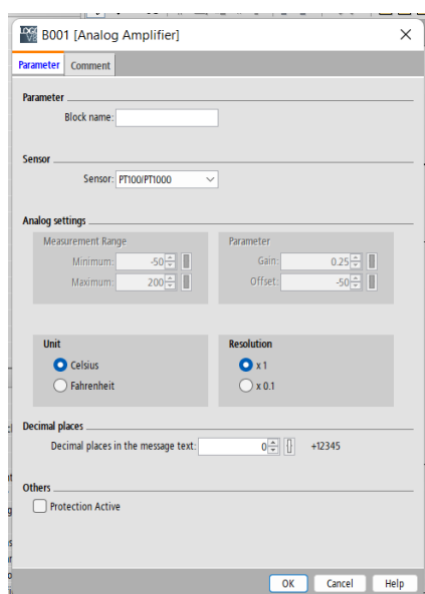 LOGO V8 B001 [Analog Amplifier]
Parameter Comment
Parameter
Block name:
Sensor
Sensor: PT100/PT1000
Analog settings
Measurement Range Parameter
Minimum: -50 Gain: 0.25
Maximum: 200 Offset: -50
Unit Resolution
Celsius x 1
Fahrenheit x 0.1
Decimal places
Decimal places in the message text: 0 +12345
Others
Protection Active
OK Cancel Help